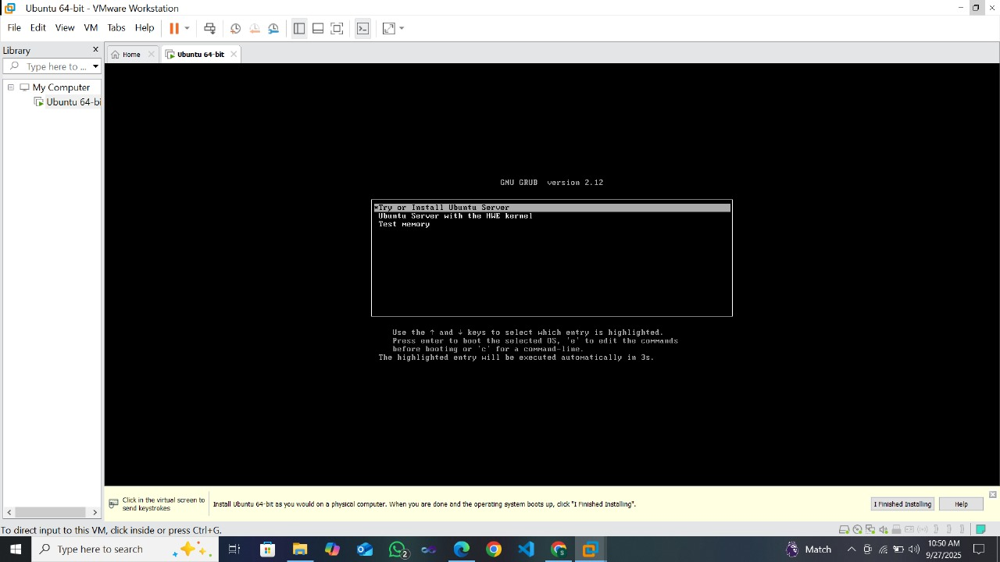 Ubuntu 64-bit - VMware Workstation
File Edit View VM Tabs Help
Library
Home
Ubuntu 64-bit
Type here to ...
My Computer
Ubuntu 64-bi
GNU GRUB version 2.12
*Try or Install Ubuntu Server
Ubuntu Server with the HWE kernel
Test memory
Use the ↑ and ↓ keys to select which entry is highlighted.
Press enter to boot the selected OS, 'e' to edit the commands
before booting or 'c' for a command-line.
The highlighted entry will be executed automatically in 3s.
Click in the virtual screen to
send keystrokes
Install Ubuntu 64-bit as you would on a physical computer. When you are done and the operating system boots up, click "I Finished Installing".
I Finished Installing
Help
To direct input to this VM, click inside or press Ctrl+G.
Type here to search
2
Match
10:50 AM
9/27/2025